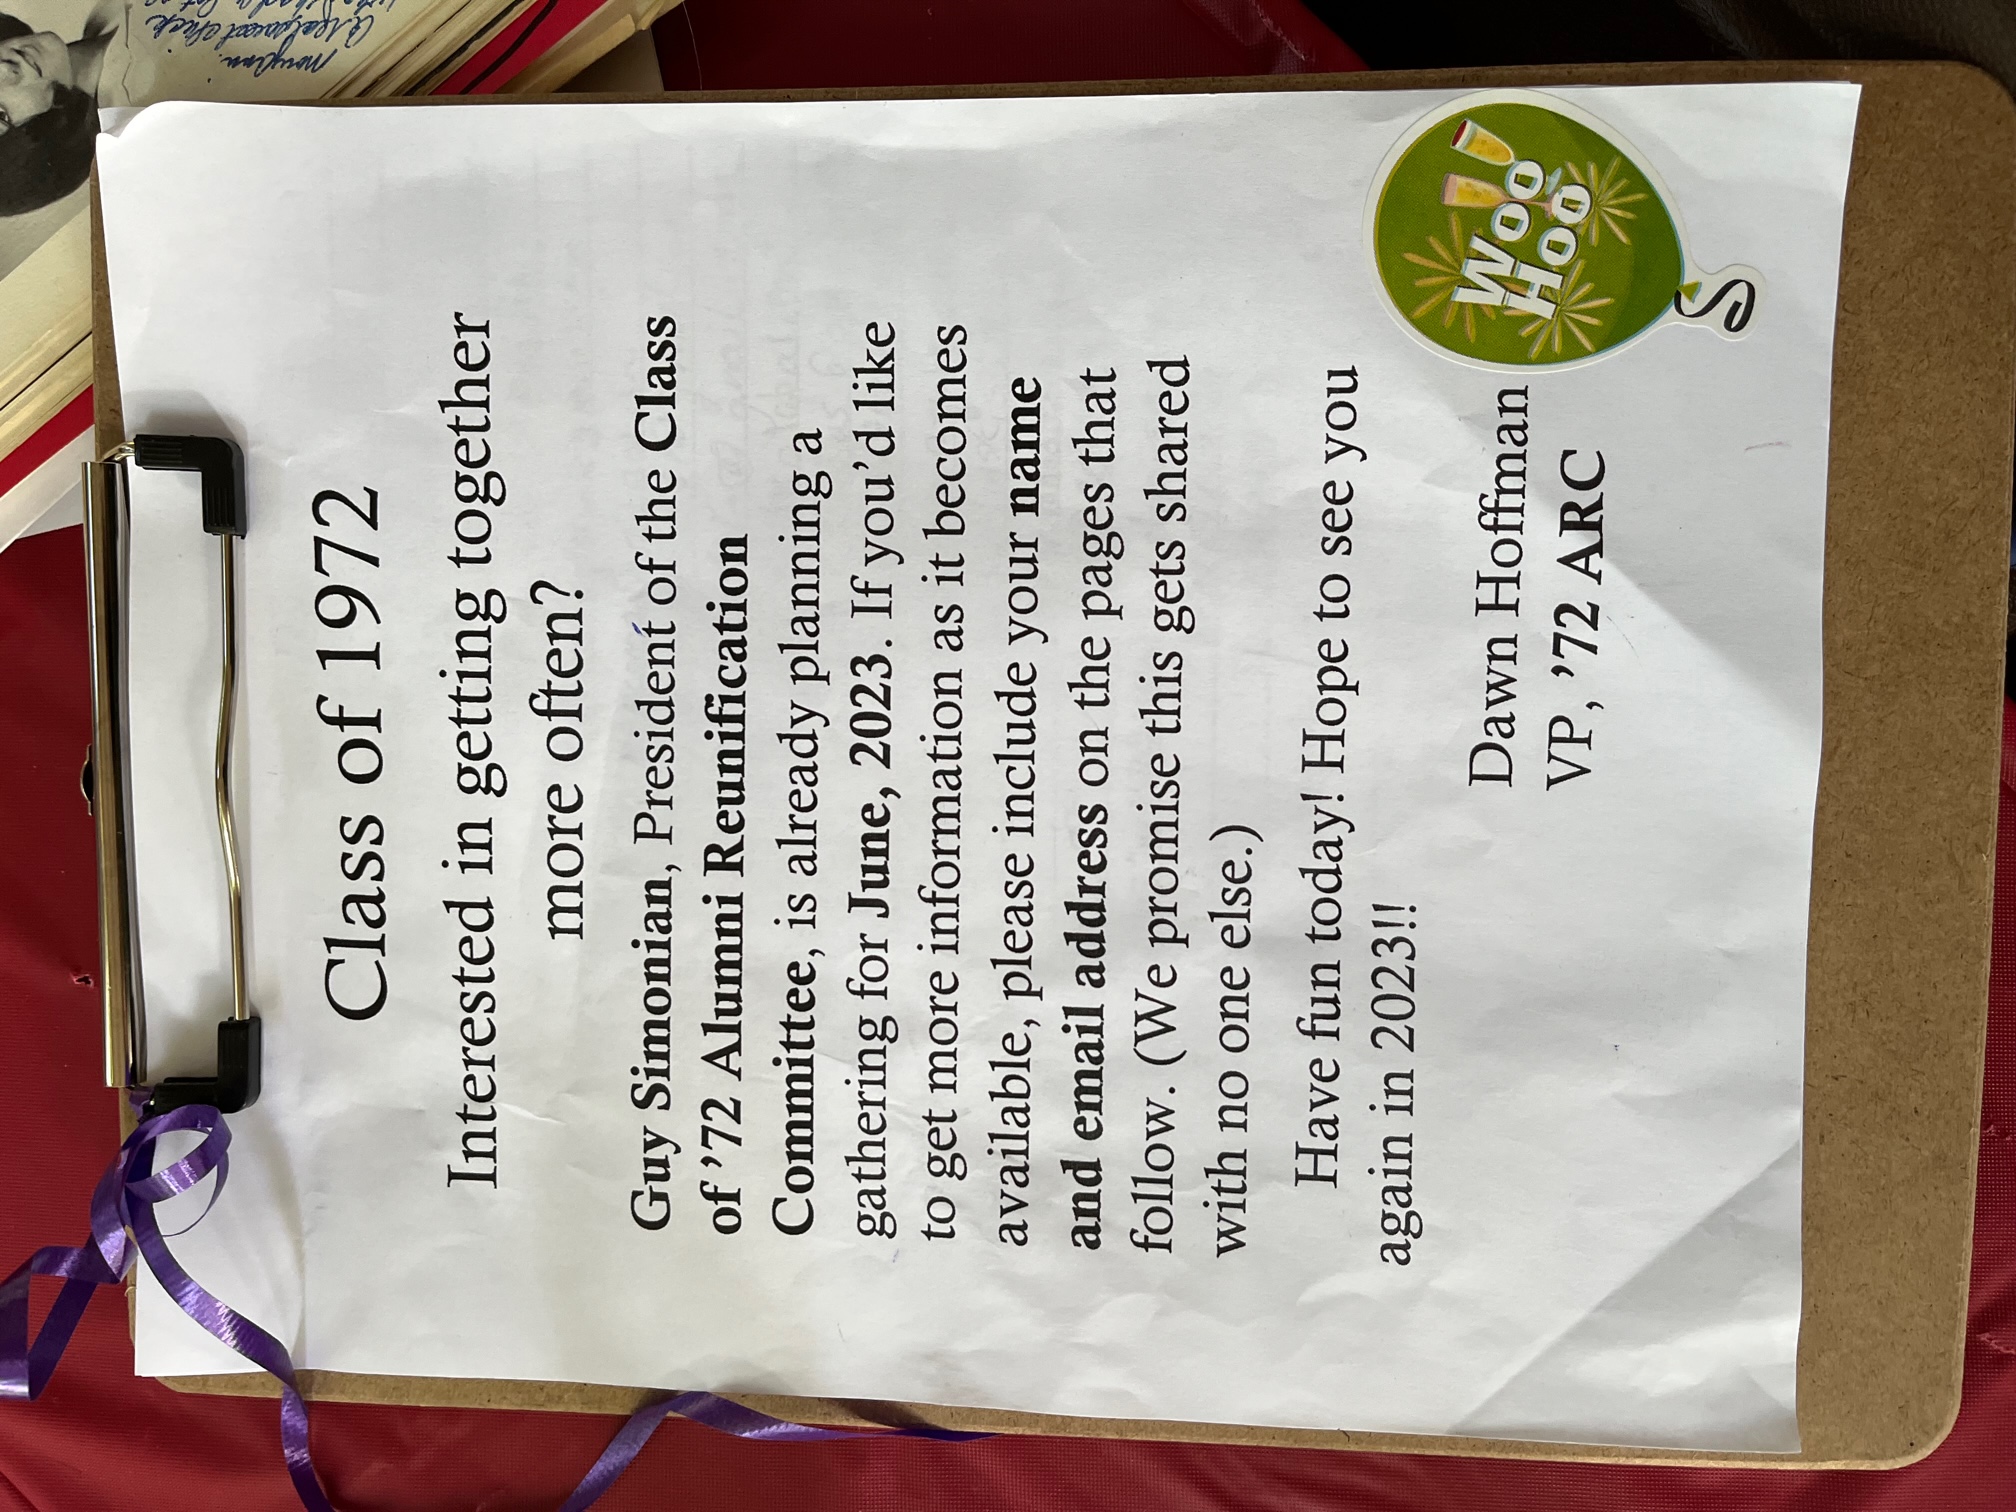 Class of 1972
Interested in getting together
more often?
Guy Simonian, President of the Class
of ’72 Alumni Reunification
Committee, is already planning a
gathering for June, 2023. If you’d like
to get more information as it becomes
available, please include your name
and email address on the pages that
follow. (We promise this gets shared
with no one else.)
Have fun today! Hope to see you
again in 2023!!
Dawn Hoffman
VP, ’72 ARC
Woo
Hoo